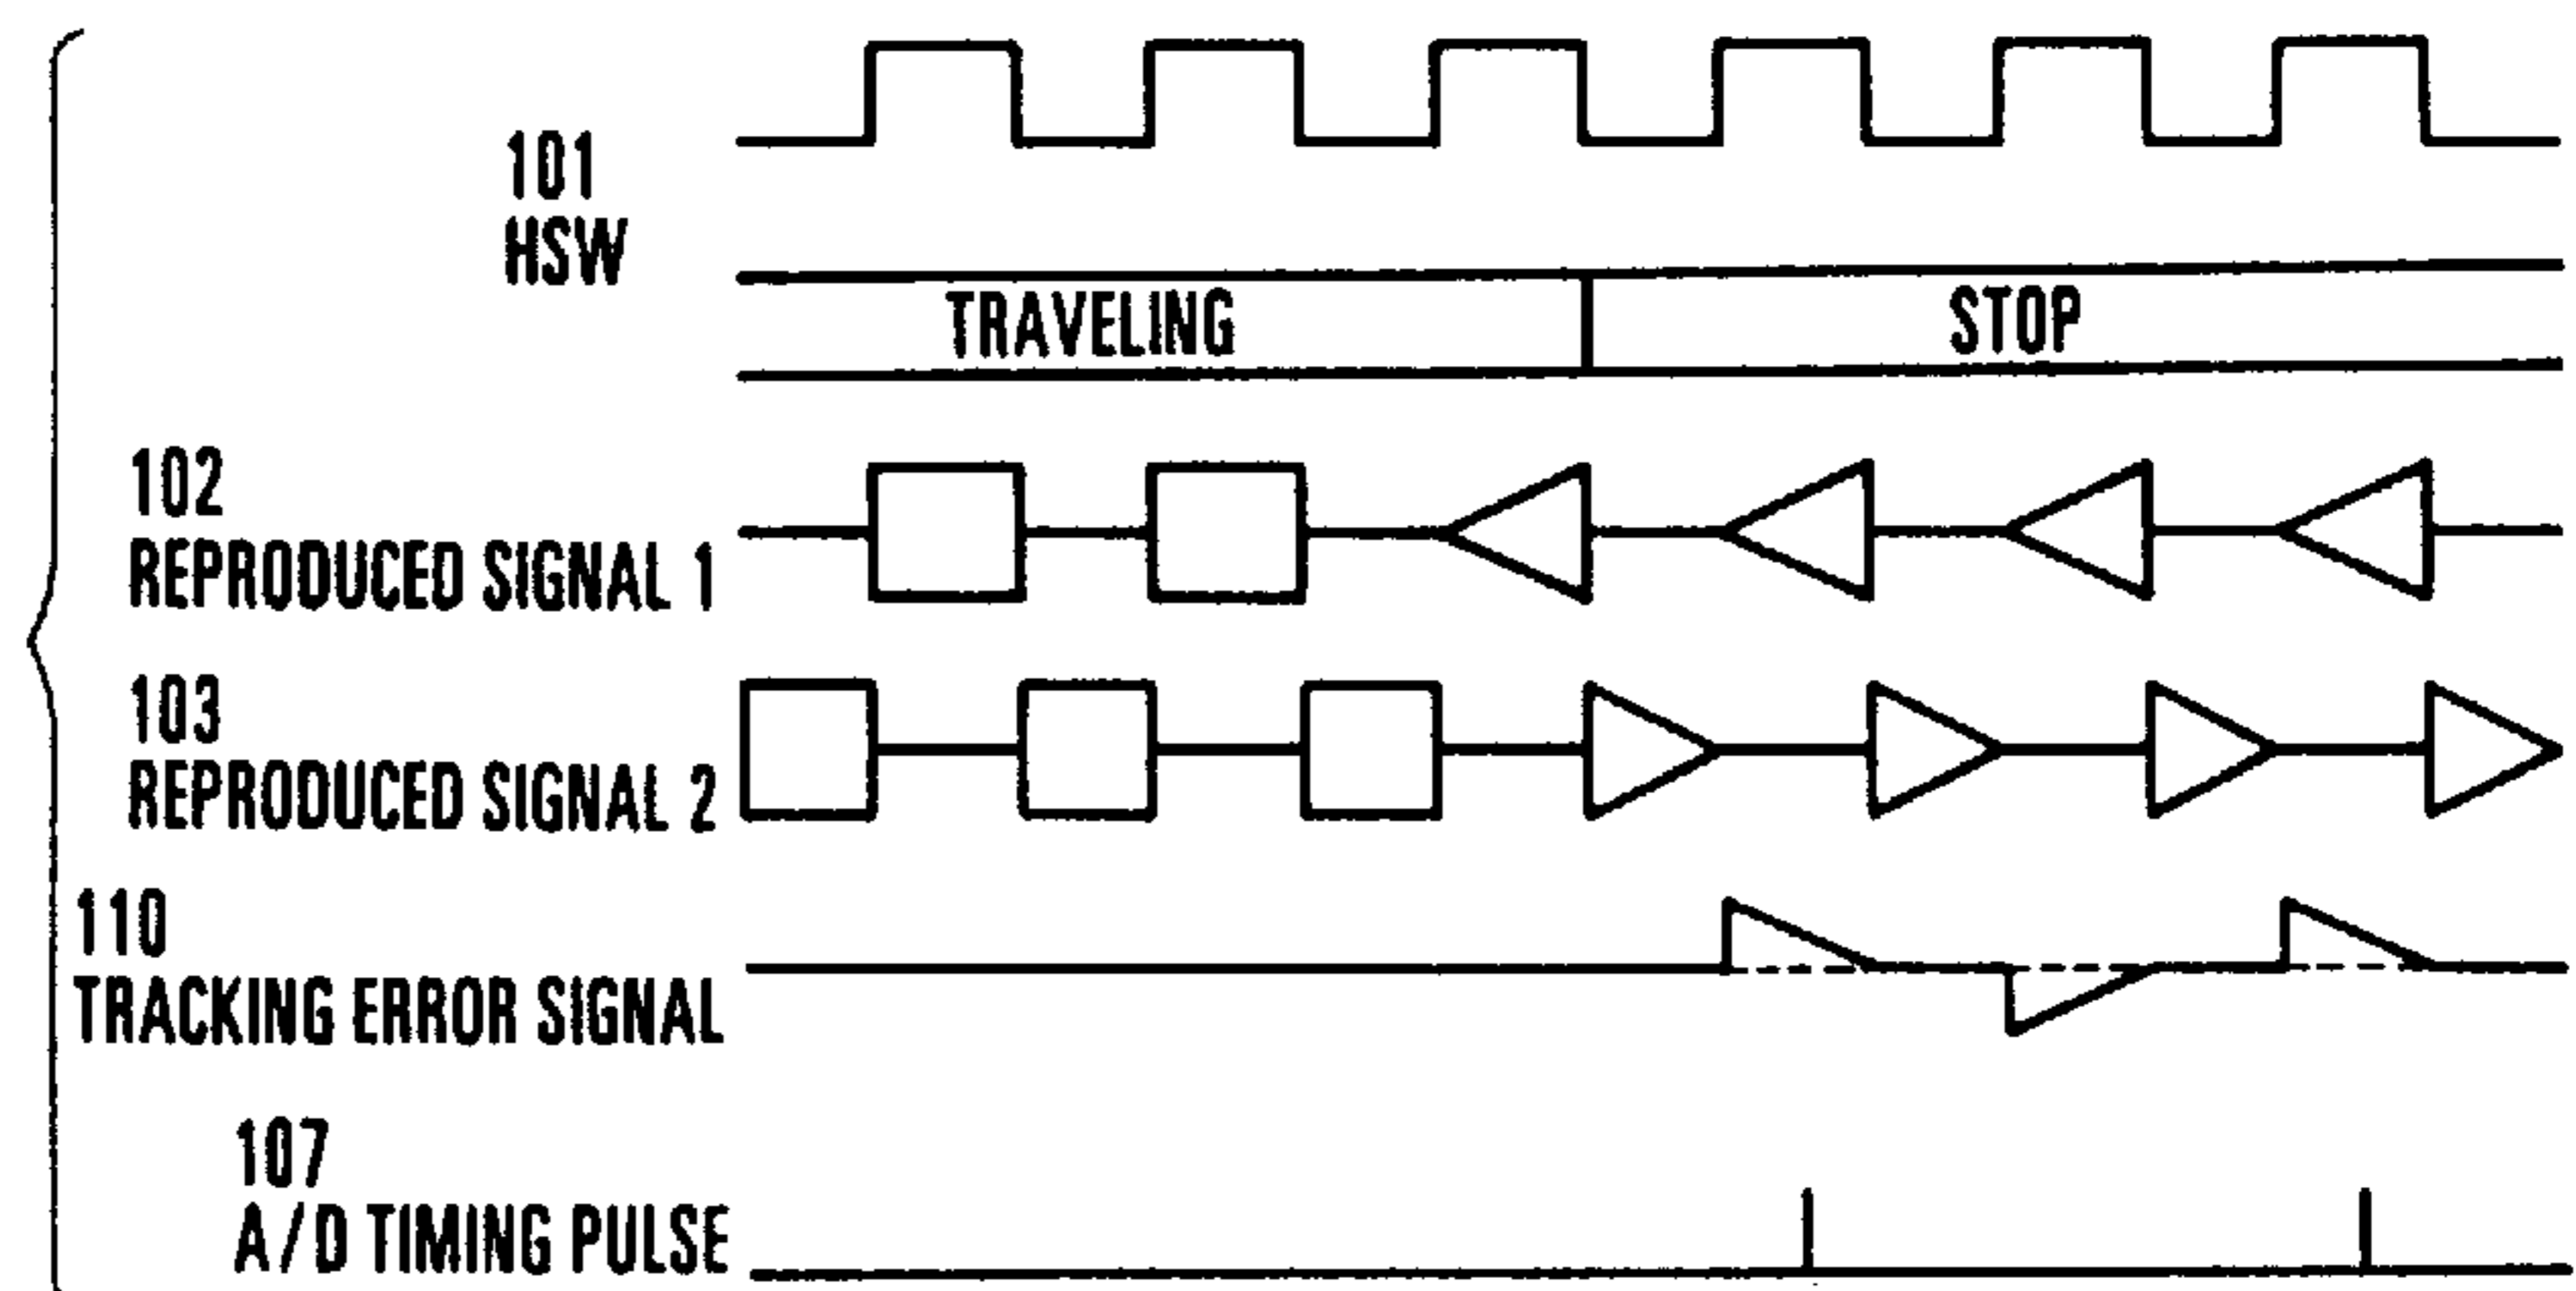 101
HSW
TRAVELING
STOP
102
REPRODUCED SIGNAL 1
103
REPRODUCED SIGNAL 2
110
TRACKING ERROR SIGNAL
107
A/D TIMING PULSE